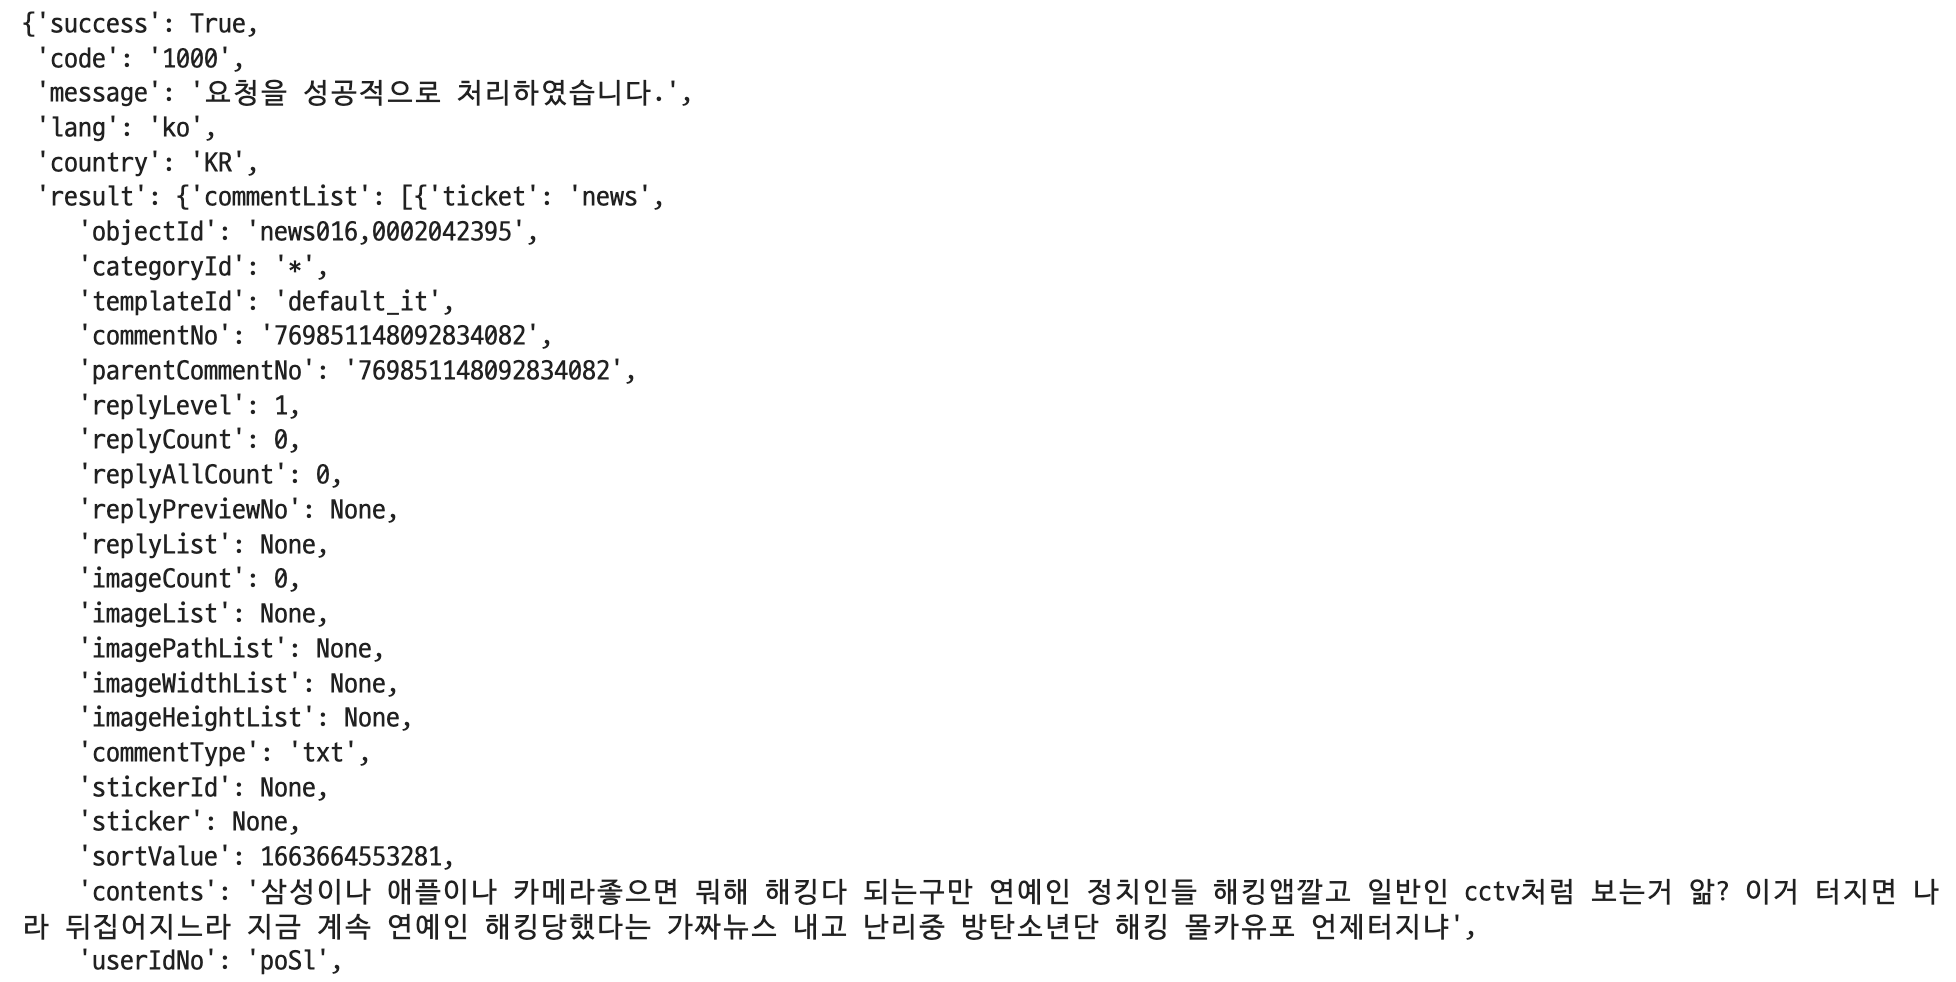 {'success': True,
 'code': '1000',
 'message': '요청을 성공적으로 처리하였습니다.',
 'lang': 'ko',
 'country': 'KR',
 'result': {'commentList': [{'ticket': 'news',
    'objectId': 'news016,0002042395',
    'categoryId': '*',
    'templateId': 'default_it',
    'commentNo': '769851148092834082',
    'parentCommentNo': '769851148092834082',
    'replyLevel': 1,
    'replyCount': 0,
    'replyAllCount': 0,
    'replyPreviewNo': None,
    'replyList': None,
    'imageCount': 0,
    'imageList': None,
    'imagePathList': None,
    'imageWidthList': None,
    'imageHeightList': None,
    'commentType': 'txt',
    'stickerId': None,
    'sticker': None,
    'sortValue': 1663664553281,
    'contents': '삼성이나 애플이나 카메라좋으면 뭐해 해킹다 되는구만 연예인 정치인들 해킹앱깔고 일반인 cctv처럼 보는거 앎? 이거 터지면 나
라 뒤집어지느라 지금 계속 연예인 해킹당했다는 가짜뉴스 내고 난리중 방탄소년단 해킹 몰카유포 언제터지냐',
    'userIdNo': 'poSl',